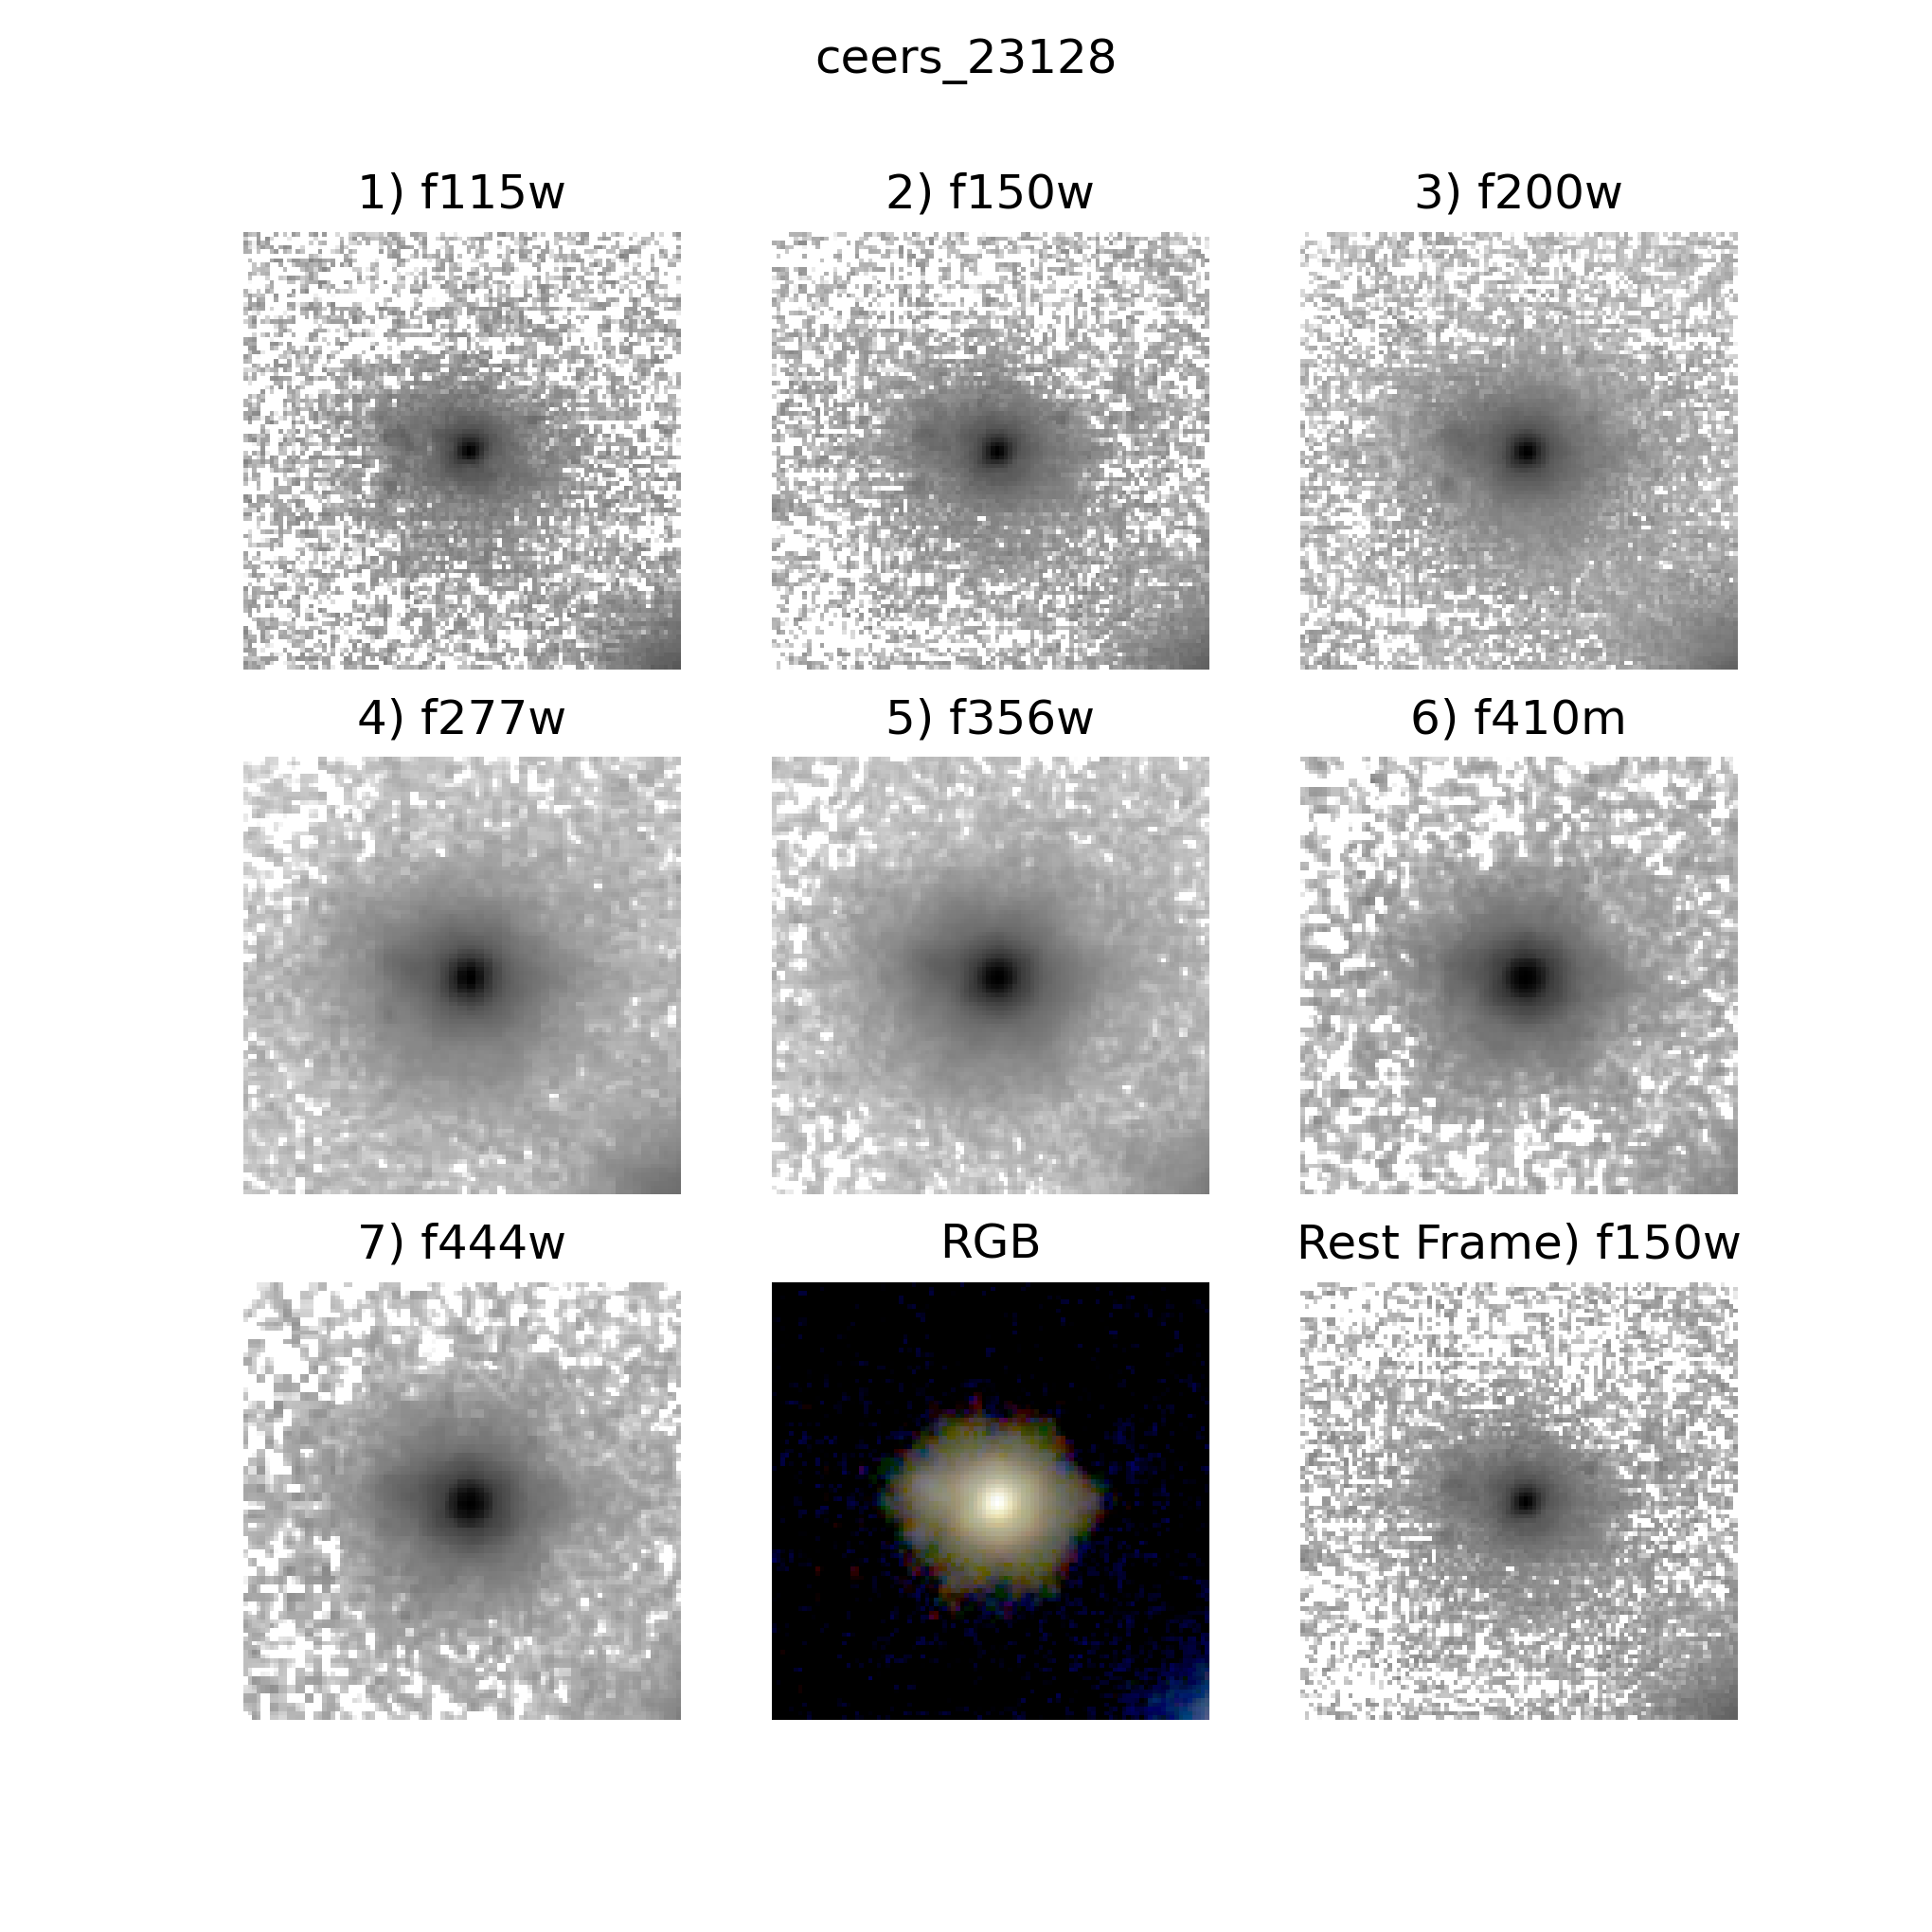 ceers_23128
1) f115w
2) f150w
3) f200w
4) f277w
5) f356w
6) f410m
7) f444w
RGB
Rest Frame) f150w